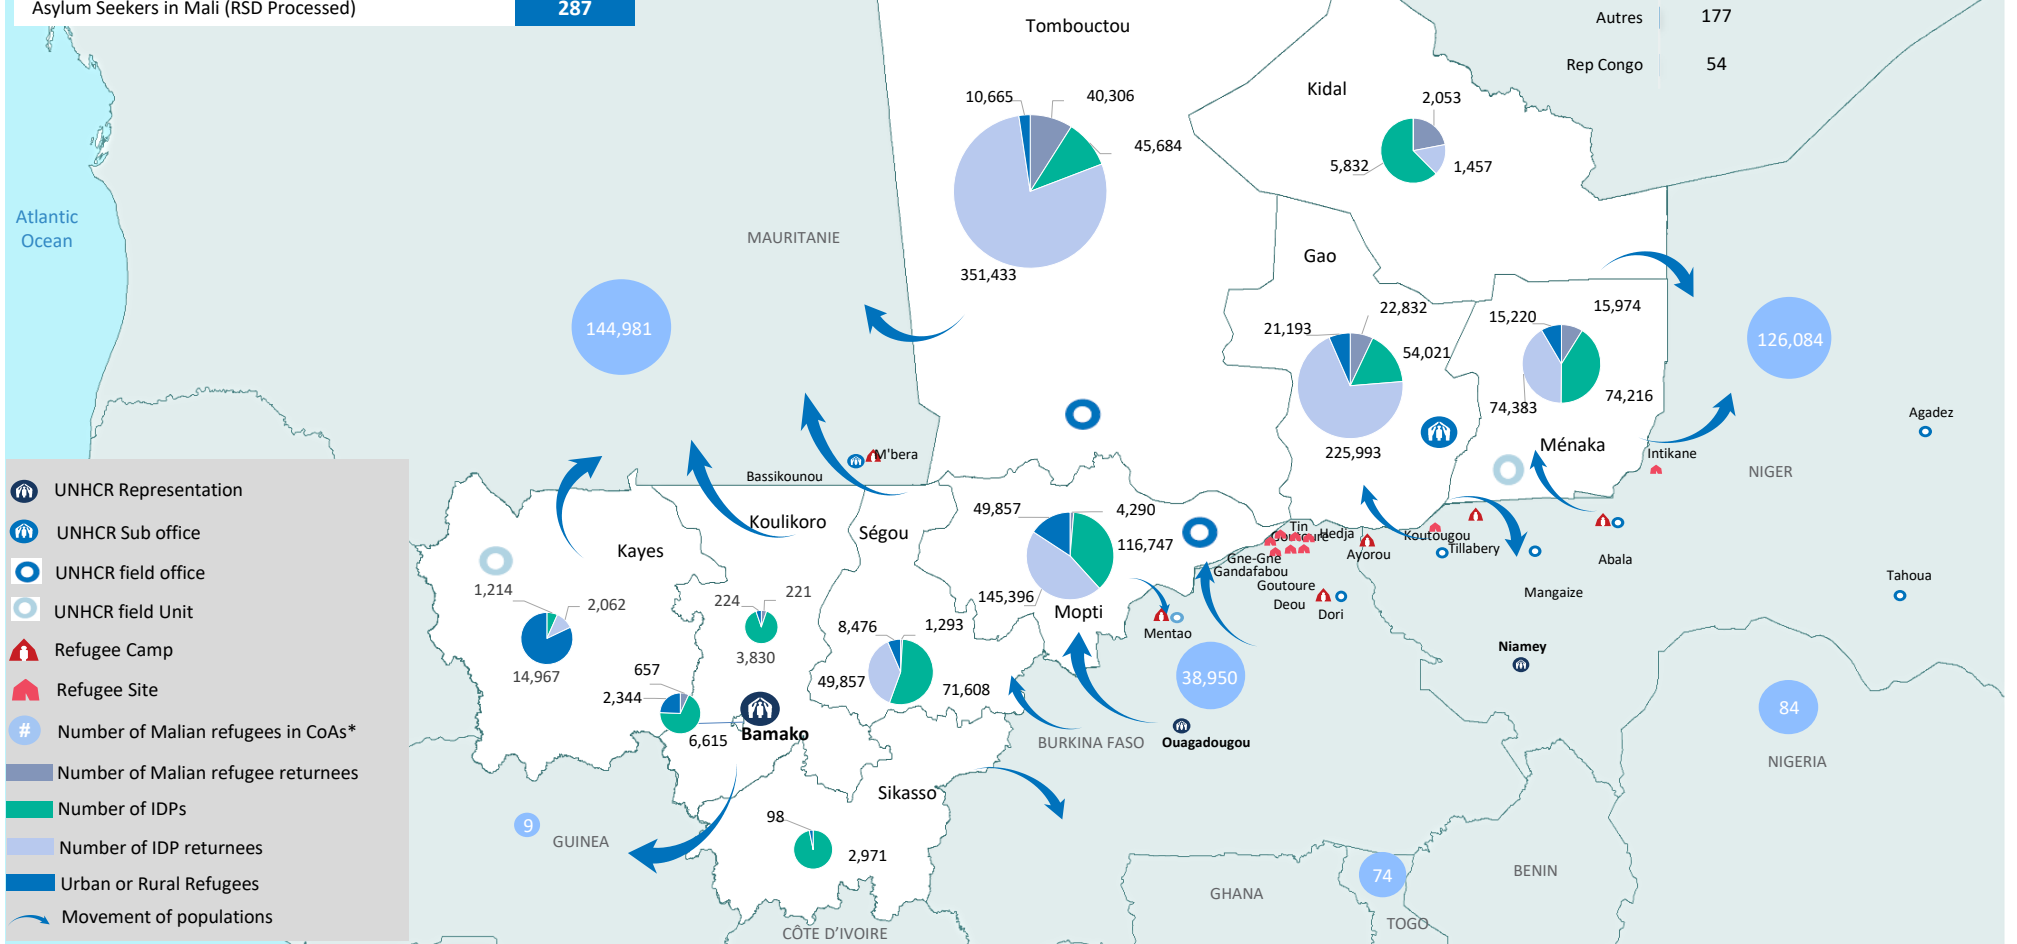 Asylum Seekers in Mali (RSD Processed)
287
Autres
177
Rep Congo
54
Tombouctou
10,665
40,306
45,684
351,433
Kidal
2,053
5,832
1,457
Atlantic
Ocean
MAURITANIE
144,981
Gao
22,832
21,193
54,021
225,993
15,974
15,220
74,216
74,383
Ménaka
126,084
Agadez
Intikane
NIGER
M'bera
Bassikounou
Koulikoro
Ségou
Kayes
49,857
4,290
116,747
145,396
Mopti
Tin
Goutoure
Hedja
Gne-Gne
Gandafabou
Goutoure
Deou
Dori
Ayorou
Koutougou
Tillabery
Abala
Mangaize
Tahoua
Mentao
Niamey
1,214
2,062
14,967
224
221
3,830
657
2,344
6,615
Bamako
8,476
1,293
49,857
71,608
38,950
BURKINA FASO
Ouagadougou
84
NIGERIA
Sikasso
98
2,971
9
GUINEA
CÔTE D’IVOIRE
GHANA
74
TOGO
BENIN
UNHCR Representation
UNHCR Sub office
UNHCR field office
UNHCR field Unit
Refugee Camp
Refugee Site
# Number of Malian refugees in CoAs*
Number of Malian refugee returnees
Number of IDPs
Number of IDP returnees
Urban or Rural Refugees
Movement of populations